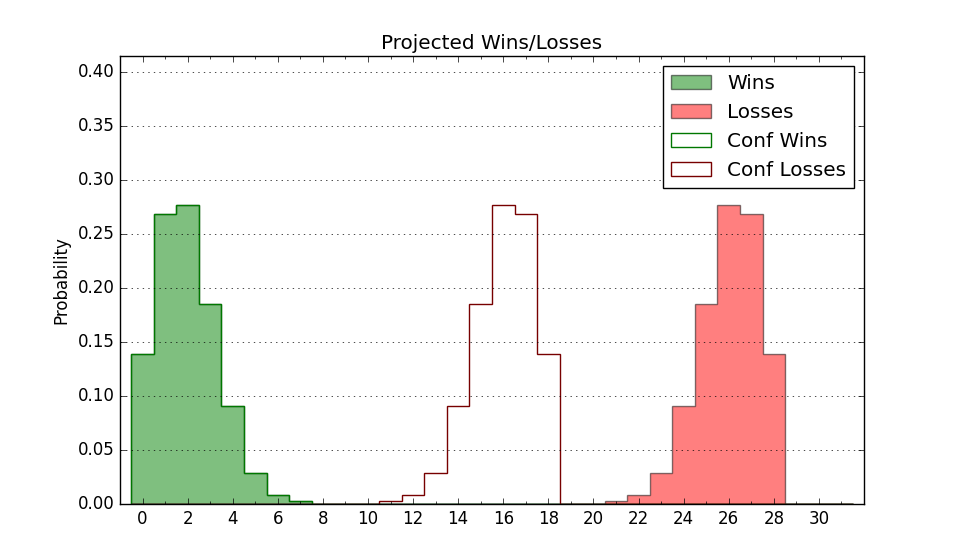 Projected Wins/Losses
0.40
0.35
0.30
0.25
0.20
0.15
0.10
0.05
0.00
Probability
Wins
Losses
Conf Wins
Conf Losses
0 2 4 6 8 10 12 14 16 18 20 22 24 26 28 30